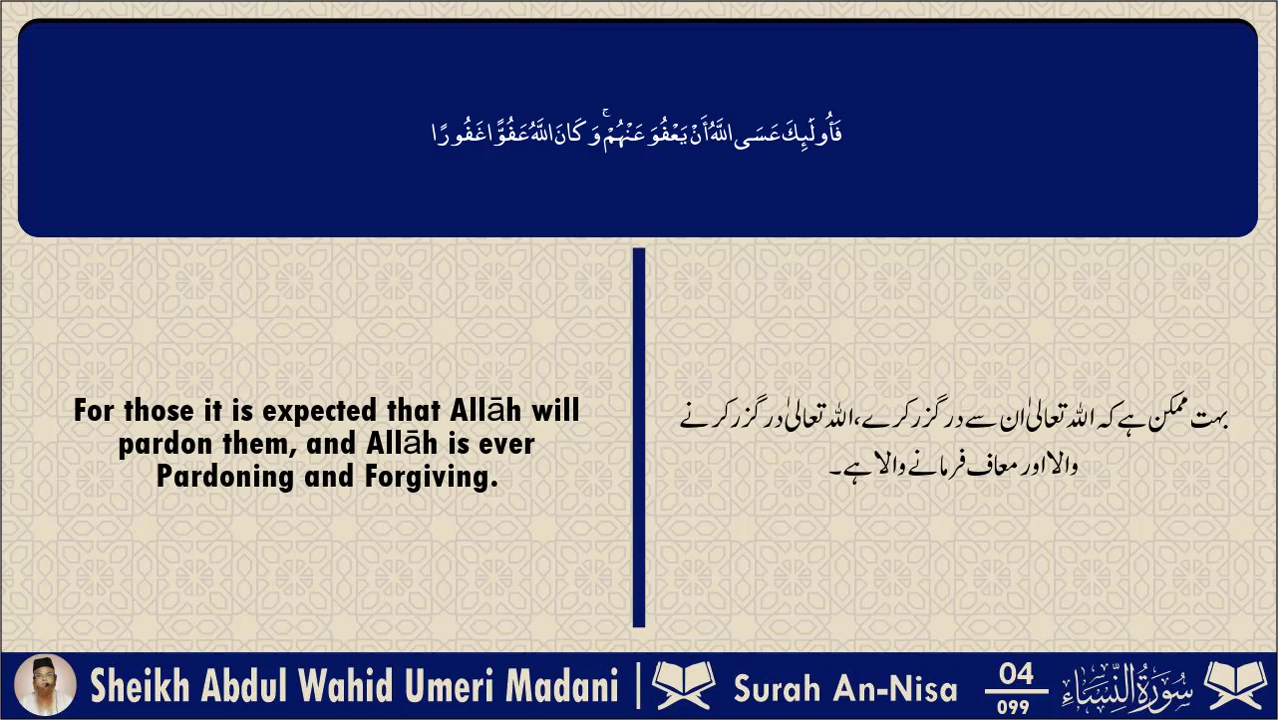 فَأُولَٰئِكَ عَسَى اللَّهُ أَنْ يَعْفُوَ عَنْهُمْ ۚ وَكَانَ اللَّهُ عَفُوًّا غَفُورًا
For those it is expected that Allāh will
pardon them, and Allāh is ever
Pardoning and Forgiving.
بہت ممکن ہے کہ اللہ تعالیٰ ان سے درگزر کرے، اللہ تعالیٰ درگزر کرنے
والا اور معاف فرمانے والا ہے۔
Sheikh Abdul Wahid Umeri Madani |
Surah An-Nisa
04
099
سُورَةُ النِّسَاءِ